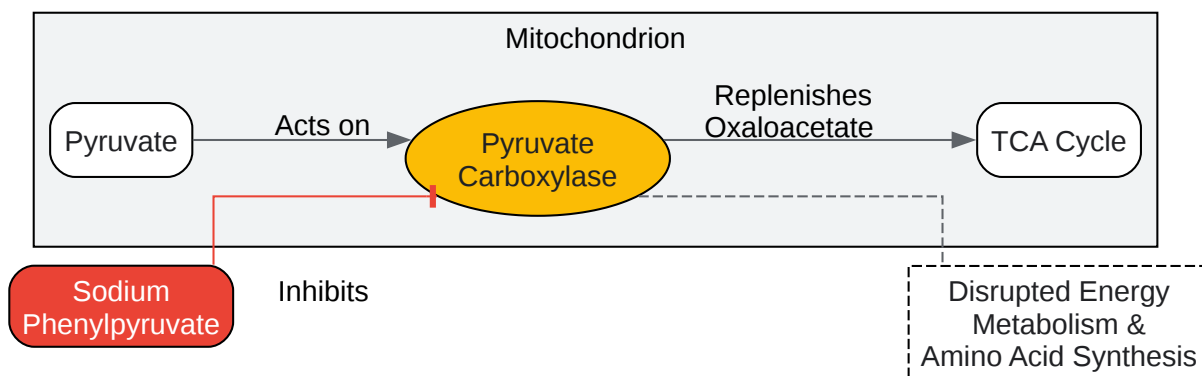 Mitochondrion
Pyruvate
Acts on
Pyruvate
Carboxylase
Replenishes
Oxaloacetate
TCA Cycle
Sodium
Phenylpyruvate
Inhibits
Disrupted Energy
Metabolism &
Amino Acid Synthesis